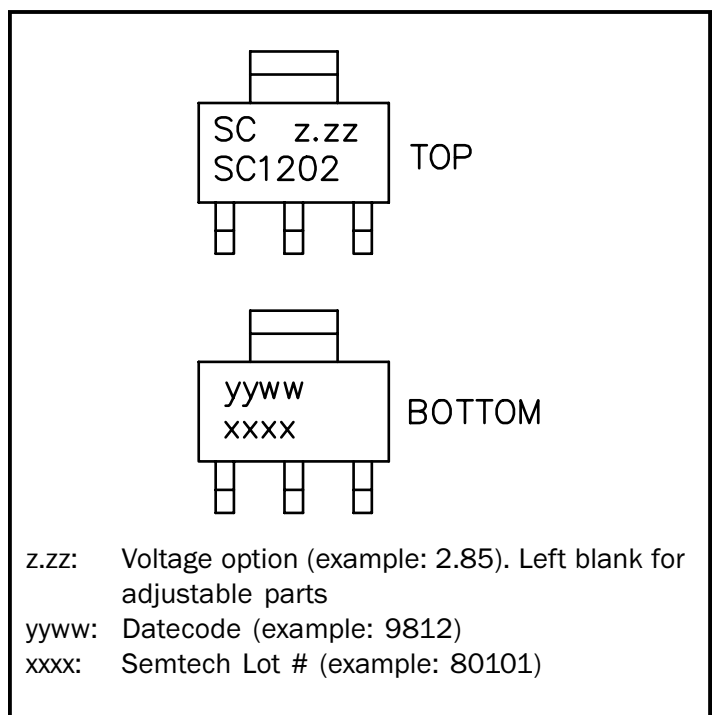 SC z.zz
SC1202
TOP
yyww
xxxx
BOTTOM
z.zz: Voltage option (example: 2.85). Left blank for
adjustable parts
yyww: Datecode (example: 9812)
xxxx: Semtech Lot # (example: 80101)